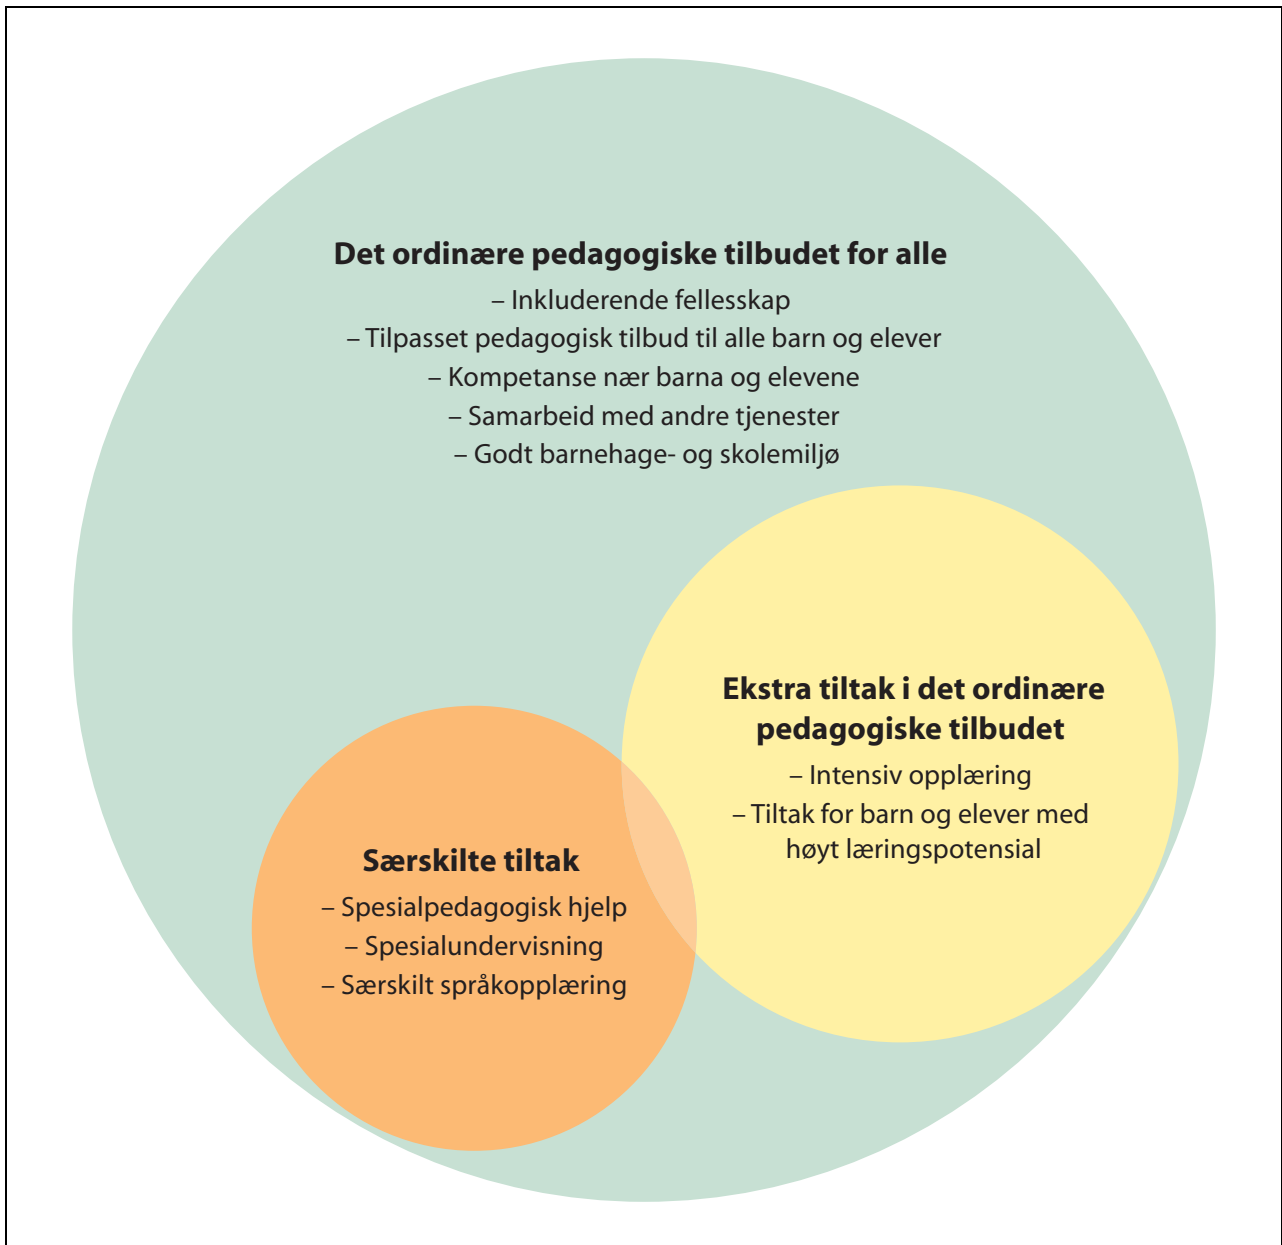 Det ordinære pedagogiske tilbudet for alle
– Inkluderende fellesskap
– Tilpasset pedagogisk tilbud til alle barn og elever
– Kompetanse nær barna og elevene
– Samarbeid med andre tjenester
– Godt barnehage- og skolemiljø
Ekstra tiltak i det ordinære
pedagogiske tilbudet
– Intensiv opplæring
– Tiltak for barn og elever med
høyt læringspotensial
Særskilte tiltak
– Spesialpedagogisk hjelp
– Spesialundervisning
– Særskilt språkopplæring